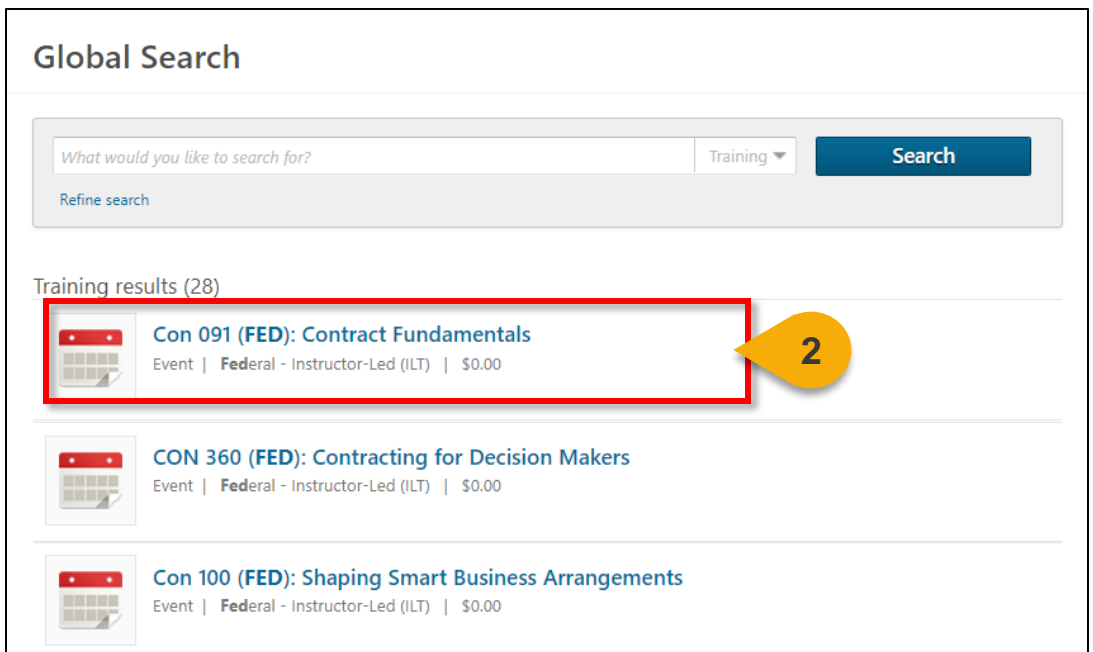 Global Search
What would you like to search for?
Training
Search
Refine search
Training results (28)
Con 091 (FED): Contract Fundamentals
Event | Federal - Instructor-Led (ILT) | $0.00
2
CON 360 (FED): Contracting for Decision Makers
Event | Federal - Instructor-Led (ILT) | $0.00
Con 100 (FED): Shaping Smart Business Arrangements
Event | Federal - Instructor-Led (ILT) | $0.00